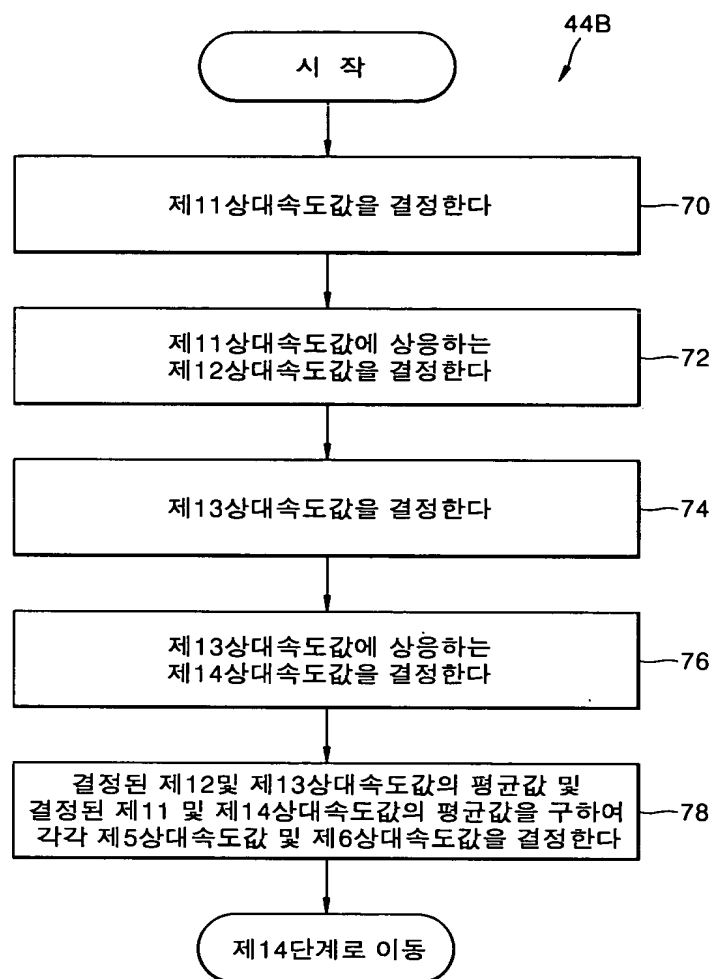 44B
시 작
제11상대속도값을 결정한다
70
제11상대속도값에 상응하는
제12상대속도값을 결정한다
72
제13상대속도값을 결정한다
74
제13상대속도값에 상응하는
제14상대속도값을 결정한다
76
결정된 제12및 제13상대속도값의 평균값 및
결정된 제11 및 제14상대속도값의 평균값을 구하여
각각 제5상대속도값 및 제6상대속도값을 결정한다
78
제14단계로 이동